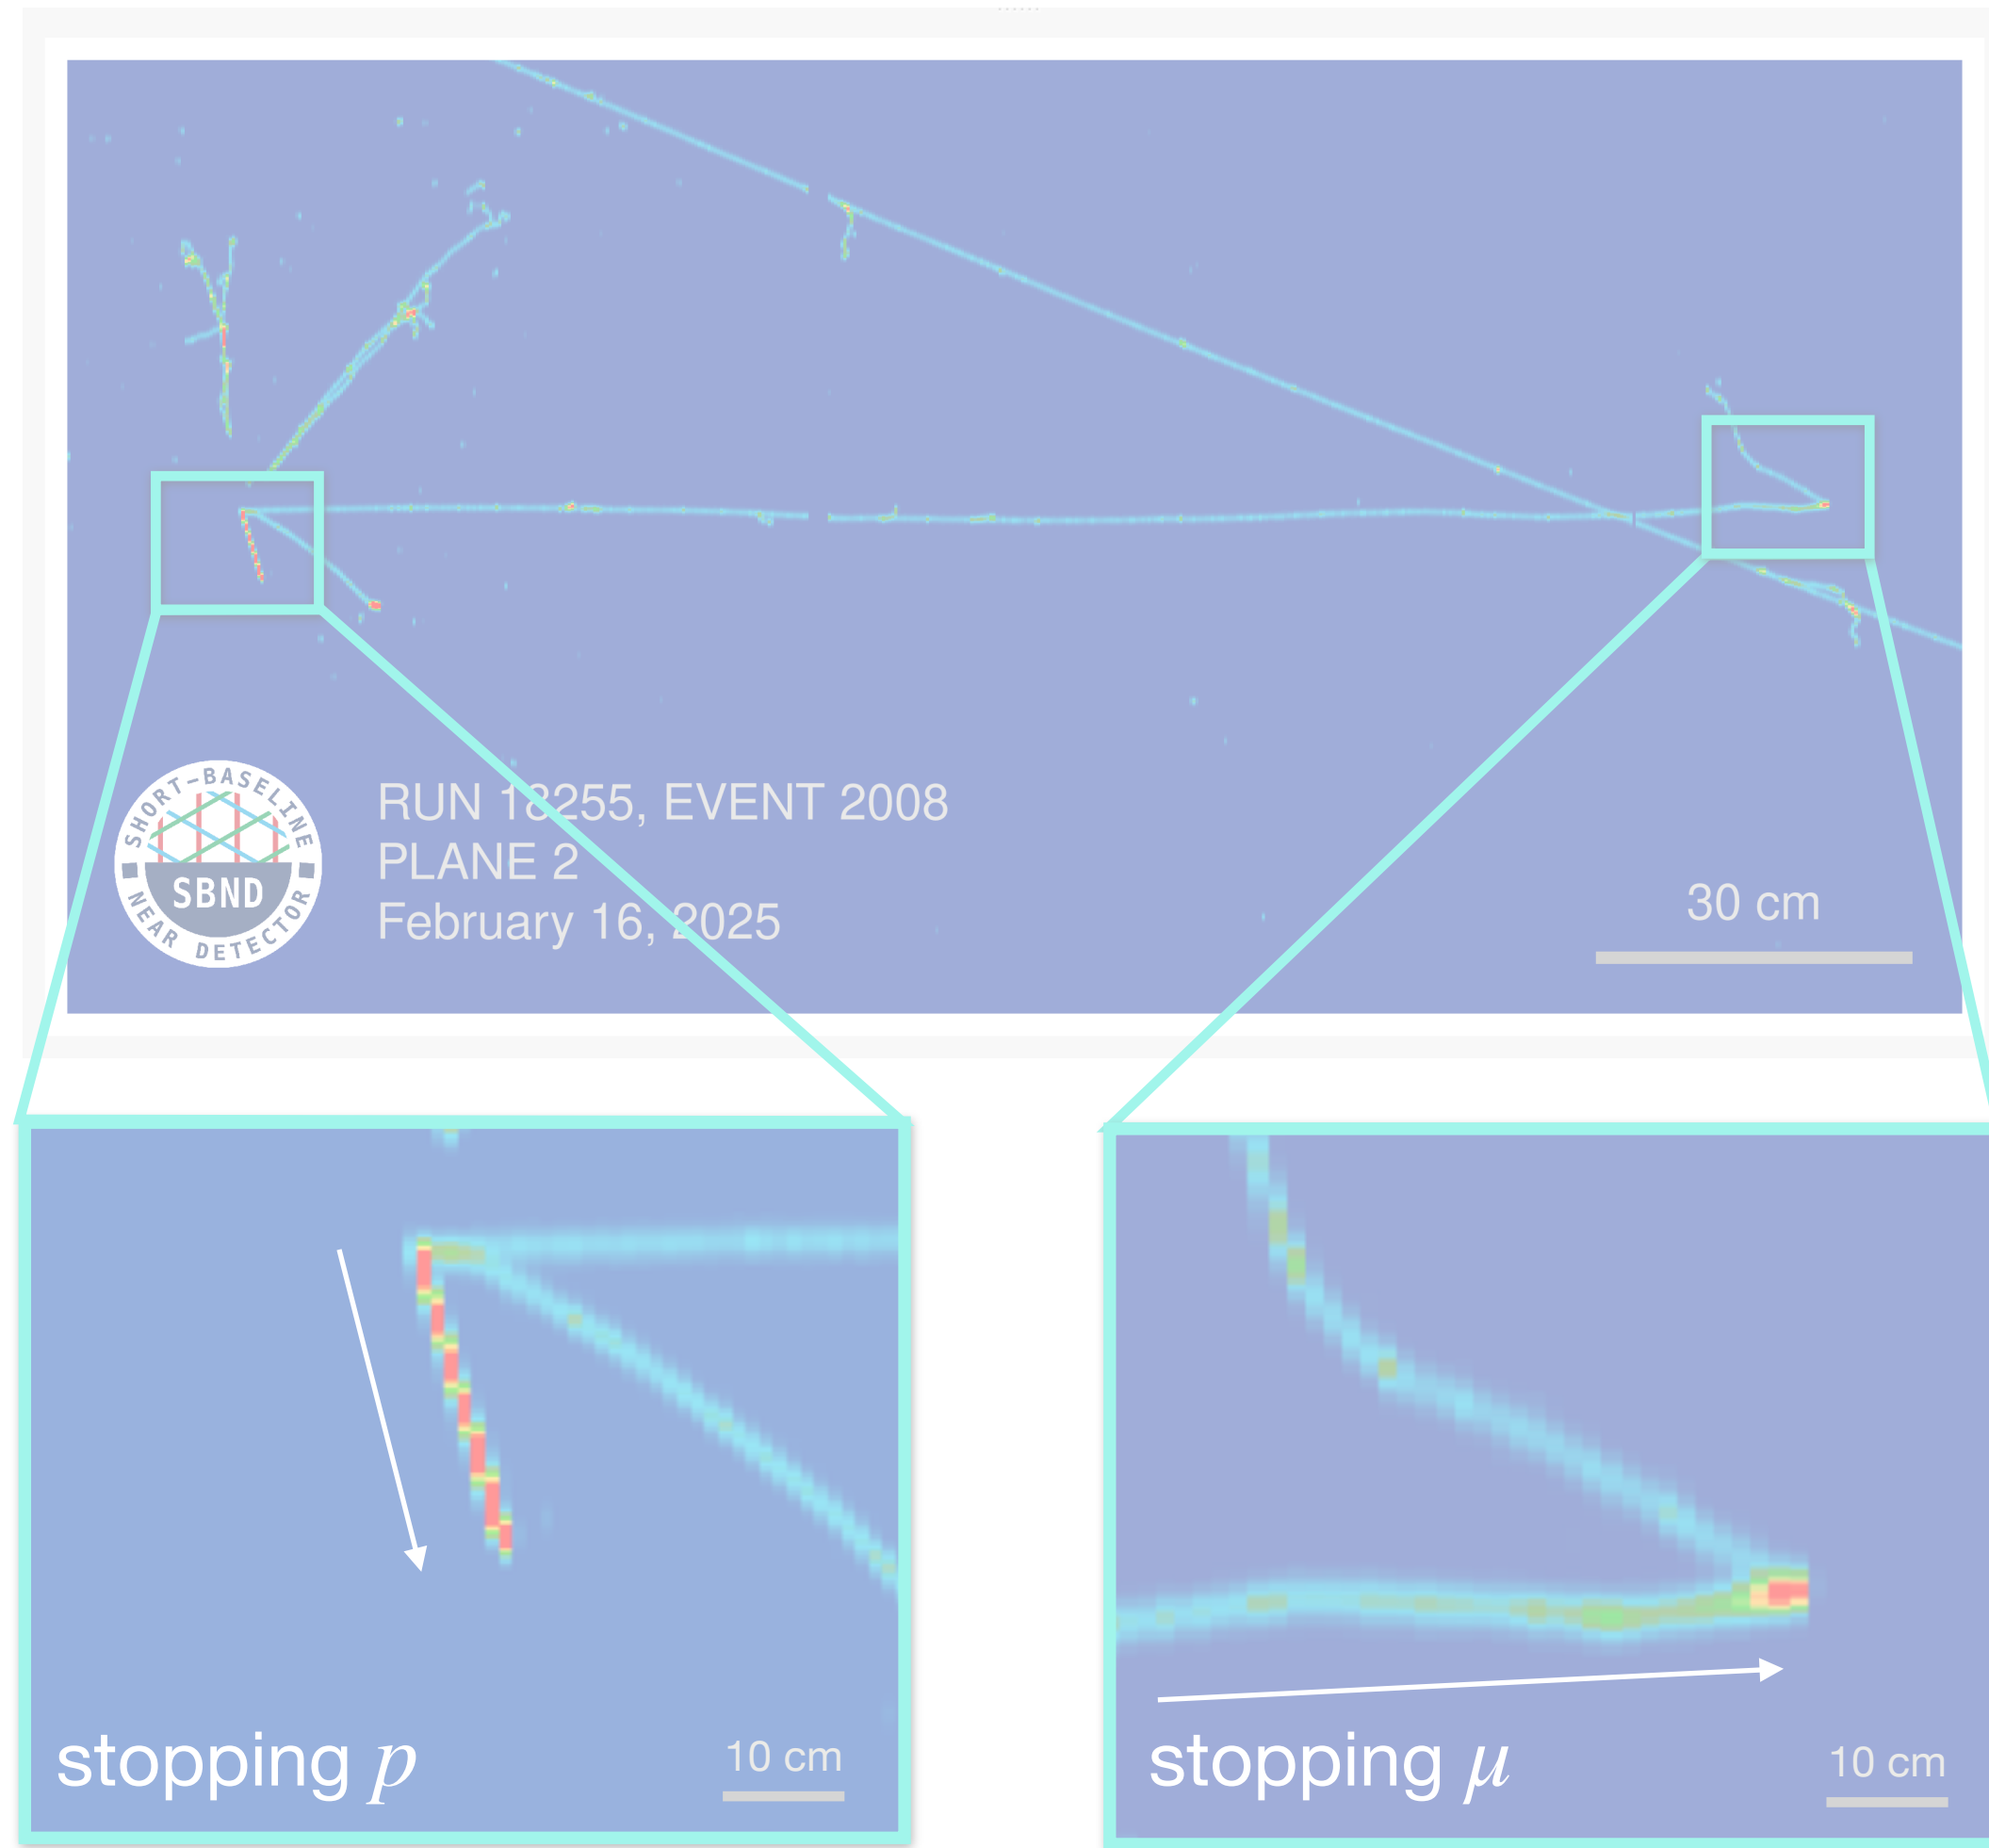 SHORT-BASELINE
SBND
NEAR DETECTOR
RUN 18255, EVENT 2008
PLANE 2
February 16, 2025
30 cm
stopping p
10 cm
stopping μ
10 cm